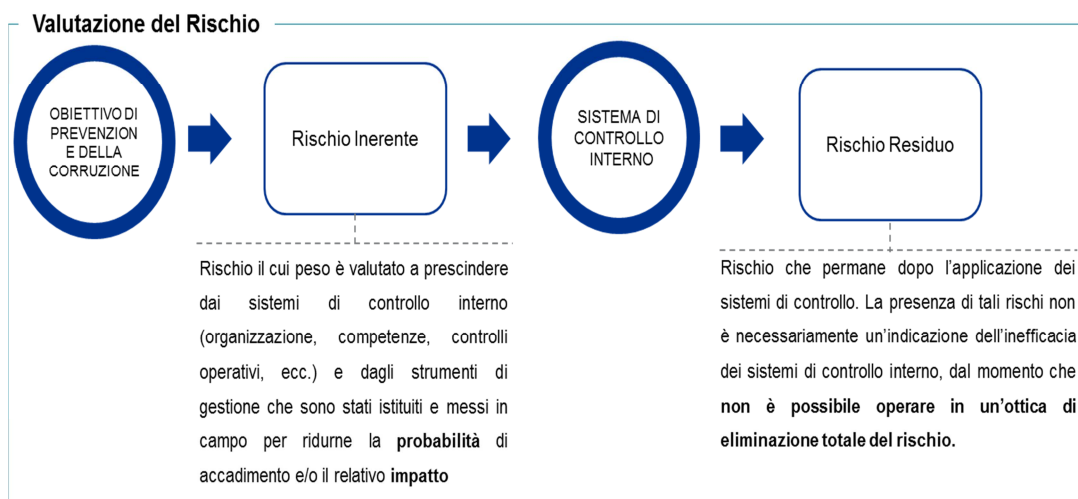 Valutazione del Rischio
OBIETTIVO DI
PREVENZION
E DELLA
CORRUZIONE
Rischio Inerente
SISTEMA DI
CONTROLLO
INTERNO
Rischio Residuo
Rischio il cui peso è valutato a prescindere
dai sistemi di controllo interno
(organizzazione, competenze, controlli
operativi, ecc.) e dagli strumenti di
gestione che sono stati istituiti e messi in
campo per ridurne la probabilità di
accadimento e/o il relativo impatto
Rischio che permane dopo l’applicazione dei
sistemi di controllo. La presenza di tali rischi non
è necessariamente un’indicazione dell’inefficacia
dei sistemi di controllo interno, dal momento che
non è possibile operare in un’ottica di
eliminazione totale del rischio.